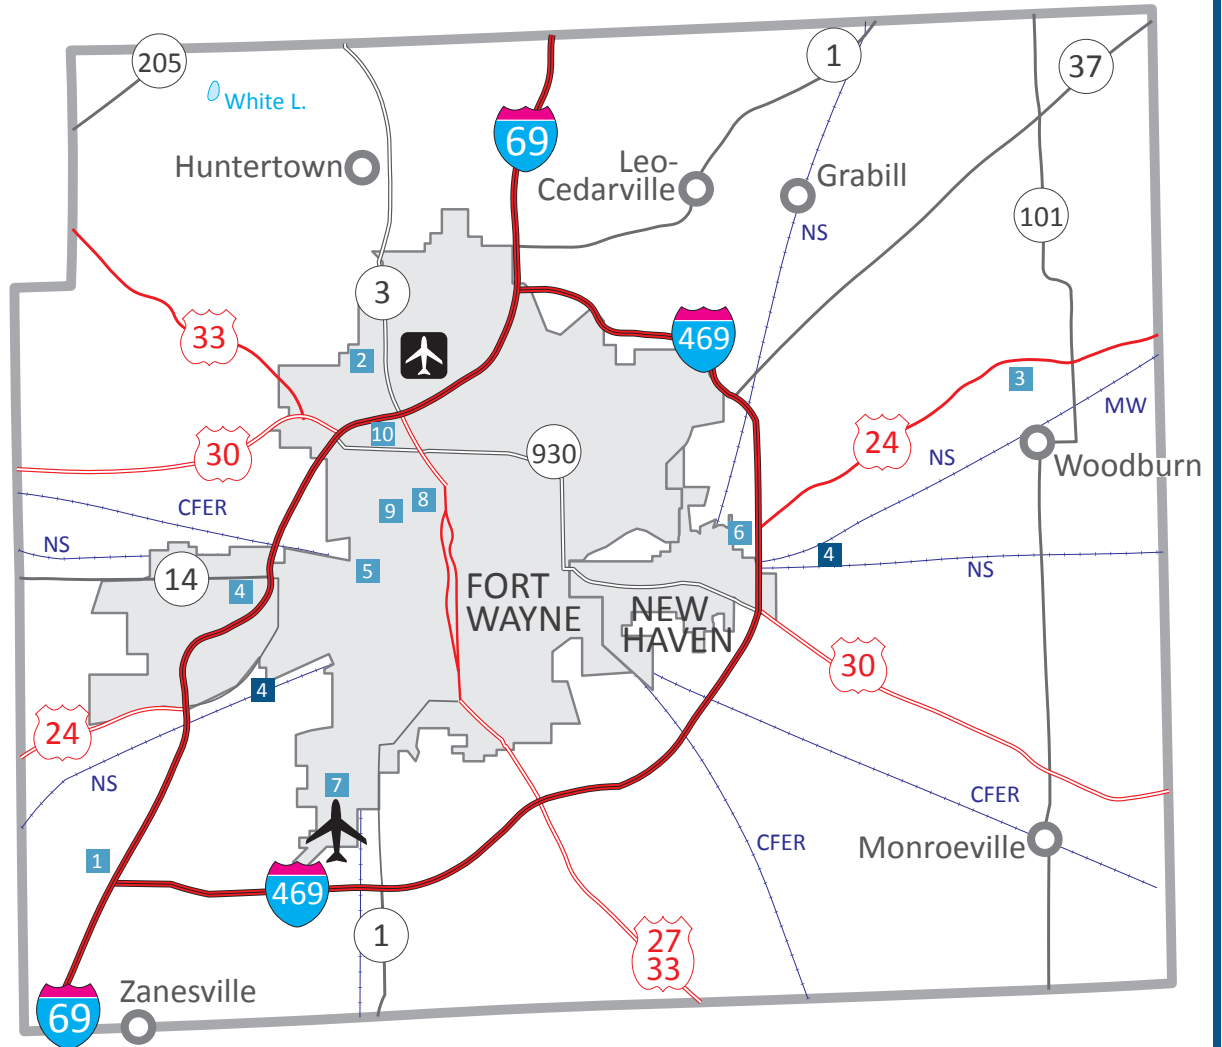 205
1
37
White L.
69
Huntertown
Leo-
Cedarville
Grabill
101
NS
3
33
469
2
3
MW
10
24
30
930
NS
Woodburn
CFER
9
8
6
NS
4
5
14
4
NS
FORT
WAYNE
NEW
HAVEN
30
4
24
NS
7
CFER
CFER
Monroeville
1
469
1
27
33
Zanesville
69